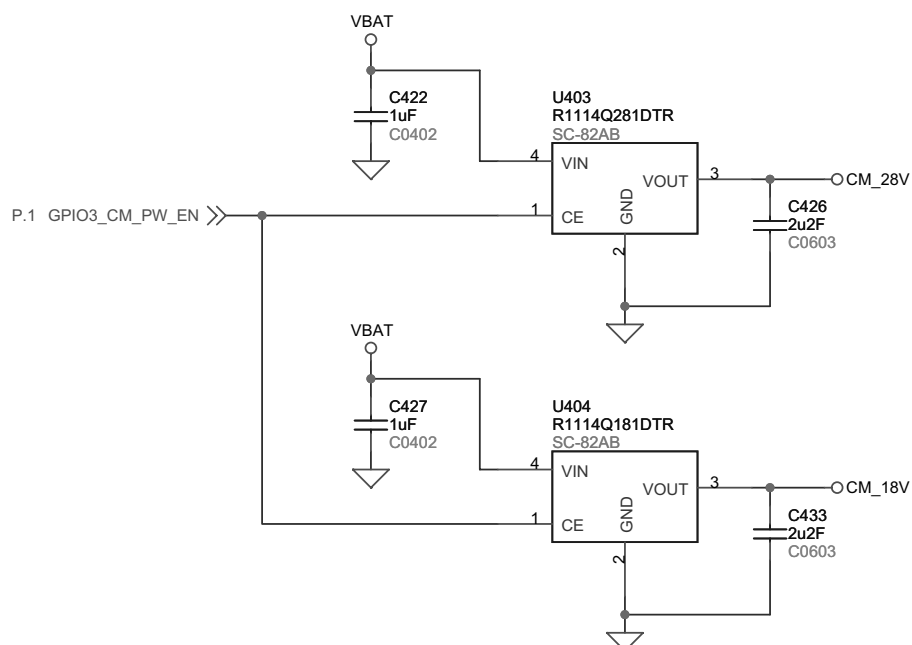 VBAT
C422
1uF
C0402
U403
R1114Q281DTR
SC-82AB
4 VIN
VOUT 3
CM_28V
P.1 GPIO3_CM_PW_EN
1 CE
GND
2
C426
2u2F
C0603
VBAT
C427
1uF
C0402
U404
R1114Q181DTR
SC-82AB
4 VIN
VOUT 3
CM_18V
1 CE
GND
2
C433
2u2F
C0603